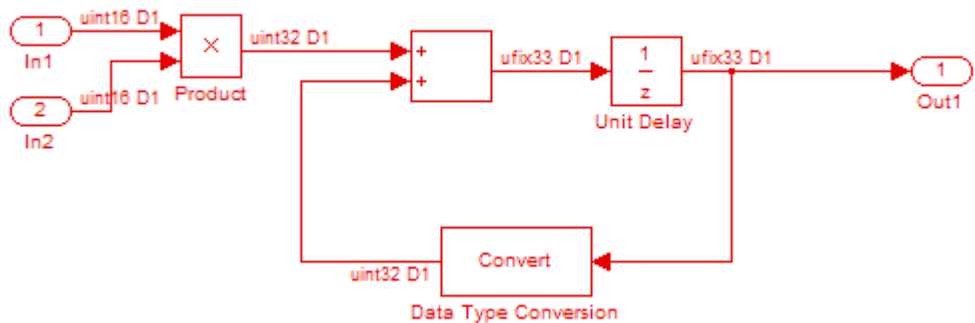 1
In1
uint16 D1
×
Product
2
In2
uint16 D1
uint32 D1
+
+
ufix33 D1
1
z
Unit Delay
ufix33 D1
1
Out1
Convert
uint32 D1
Data Type Conversion